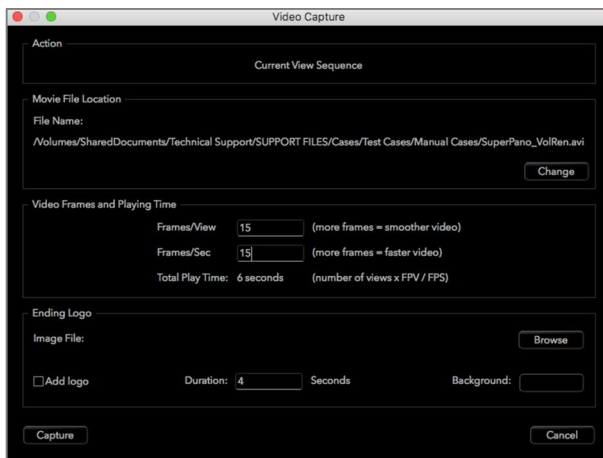 Video Capture
Action
Current View Sequence
Movie File Location
File Name:
/Volumes/SharedDocuments/Technical Support/SUPPORT FILES/Cases/Test Cases/Manual Cases/SuperPano_VolRen.avi
Change
Video Frames and Playing Time
Frames/View 15 (more frames = smoother video)
Frames/Sec 15 (more frames = faster video)
Total Play Time: 6 seconds (number of views x FPV / FPS)
Ending Logo
Image File: Browse
Add logo Duration: 4 Seconds Background:
Capture Cancel